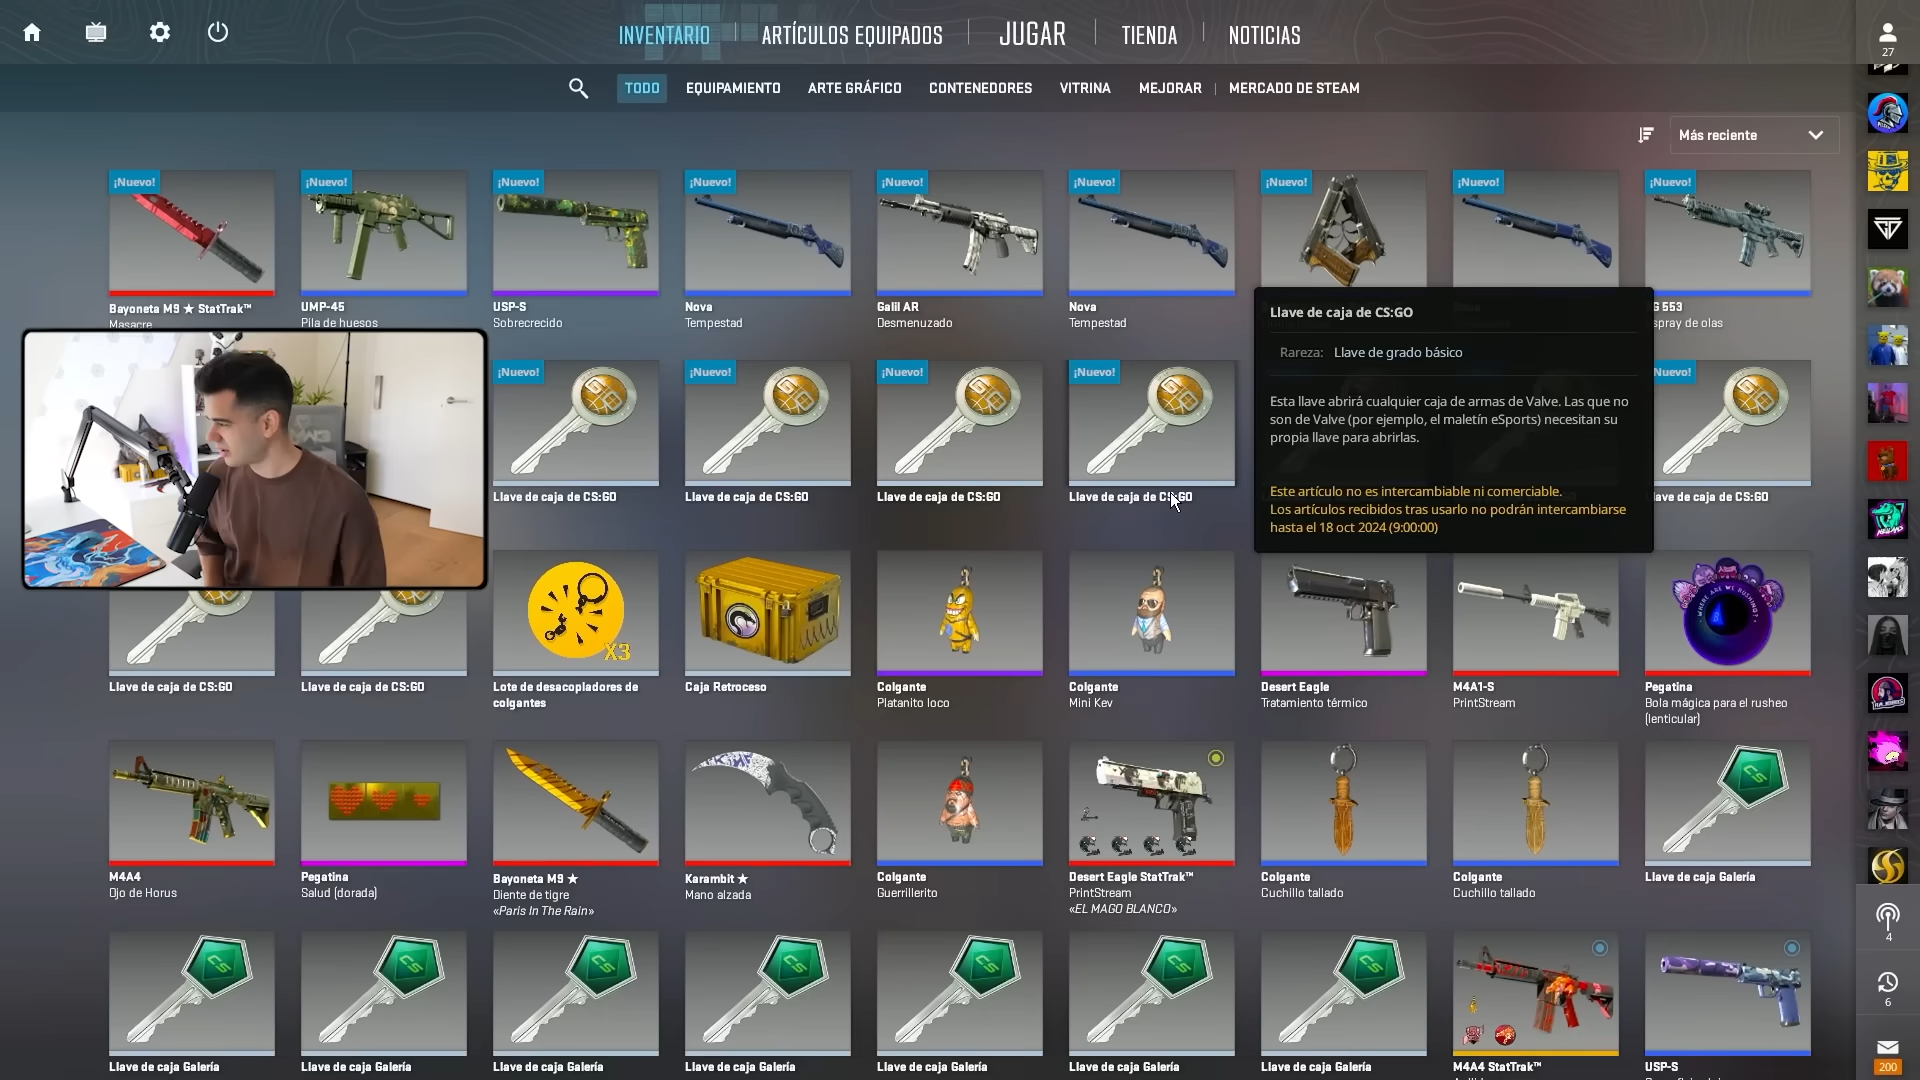 INVENTARIO
ARTÍCULOS EQUIPADOS
JUGAR
TIENDA
NOTICIAS
27
TODO
EQUIPAMIENTO
ARTE GRÁFICO
CONTENEDORES
VITRINA
MEJORAR
MERCADO DE STEAM
Más reciente
¡Nuevo!
¡Nuevo!
¡Nuevo!
¡Nuevo!
¡Nuevo!
¡Nuevo!
¡Nuevo!
¡Nuevo!
¡Nuevo!
Bayoneta M9 ★ StatTrak™
Masacre
UMP-45
Pila de huesos
USP-S
Sobrecrecido
Nova
Tempestad
Galil AR
Desmenuzado
Nova
Tempestad
G 553
spray de olas
Llave de caja de CS:GO
Rareza: Llave de grado básico
Esta llave abrirá cualquier caja de armas de Valve. Las que no
son de Valve (por ejemplo, el maletín eSports) necesitan su
propia llave para abrirlas.
Este artículo no es intercambiable ni comerciable.
Los artículos recibidos tras usarlo no podrán intercambiarse
hasta el 18 oct 2024 (9:00:00)
¡Nuevo!
¡Nuevo!
¡Nuevo!
¡Nuevo!
Nuevo!
Llave de caja de CS:GO
Llave de caja de CS:GO
Llave de caja de CS:GO
Llave de caja de CS:GO
lave de caja de CS:GO
X3
Llave de caja de CS:GO
Llave de caja de CS:GO
Lote de desacopladores de
colgantes
Caja Retroceso
Colgante
Platanito loco
Colgante
Mini Kev
Desert Eagle
Tratamiento térmico
M4A1-S
PrintStream
Pegatina
Bola mágica para el rusheo
(lenticular)
M4A4
Ojo de Horus
Pegatina
Salud (dorada)
Bayoneta M9 ★
Diente de tigre
«Paris In The Rain»
Karambit ★
Mano alzada
Colgante
Guerrillerito
Desert Eagle StatTrak™
PrintStream
«EL MAGO BLANCO»
Colgante
Cuchillo tallado
Colgante
Cuchillo tallado
Llave de caja Galería
Llave de caja Galería
Llave de caja Galería
Llave de caja Galería
Llave de caja Galería
Llave de caja Galería
Llave de caja Galería
Llave de caja Galería
M4A4 StatTrak™
USP-S
4
6
200